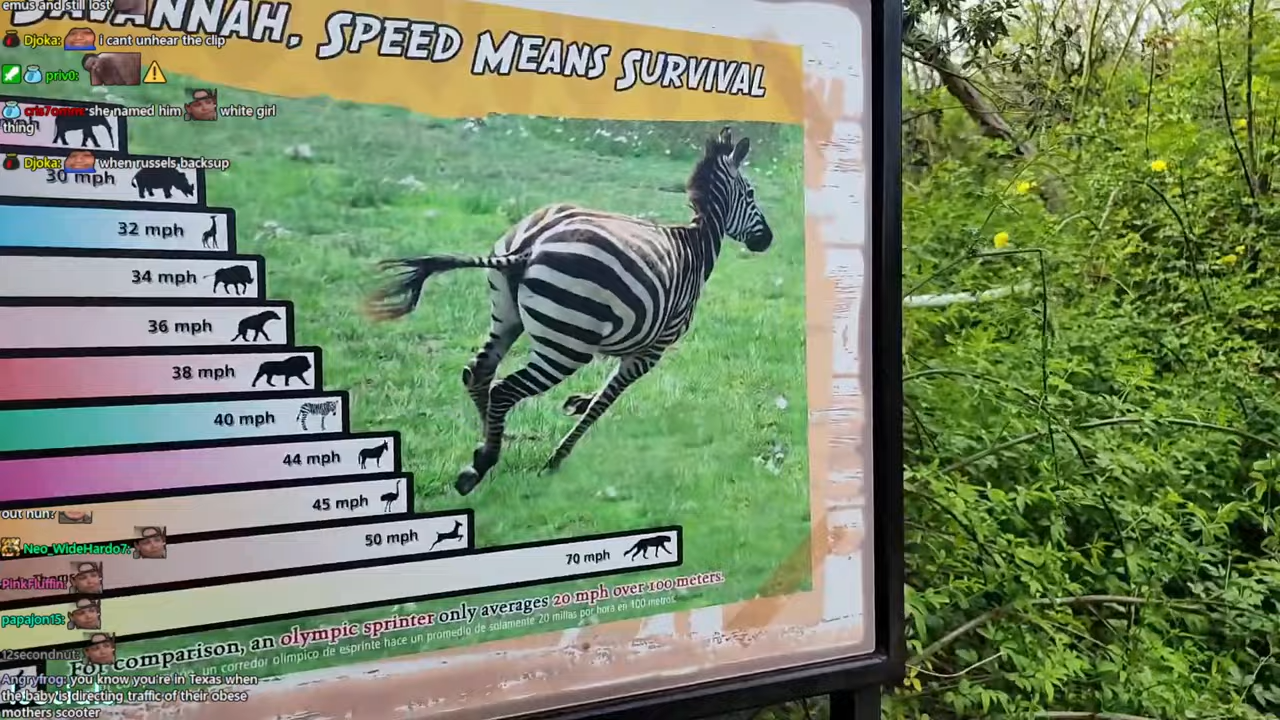 emus and still lost
SAVANNAH, SPEED MEANS SURVIVAL
Djoka: i cant unhear the clip
priv0:
she named him white girl
thing
Djoka: when russels backsup
30 mph
32 mph
34 mph
36 mph
38 mph
40 mph
44 mph
45 mph
50 mph
70 mph
out nun:
Neo_WideHardo7:
PinkFluffin:
papajon15:
12secondnut:
For comparison, an olympic sprinter only averages 20 mph over 100 meters.
un corredor olímpico de esprinte hace un promedio de solamente 20 millas por hora en 100 metros.
Angryfrog: you know you're in Texas when
the baby is directing traffic of their obese
mothers scooter